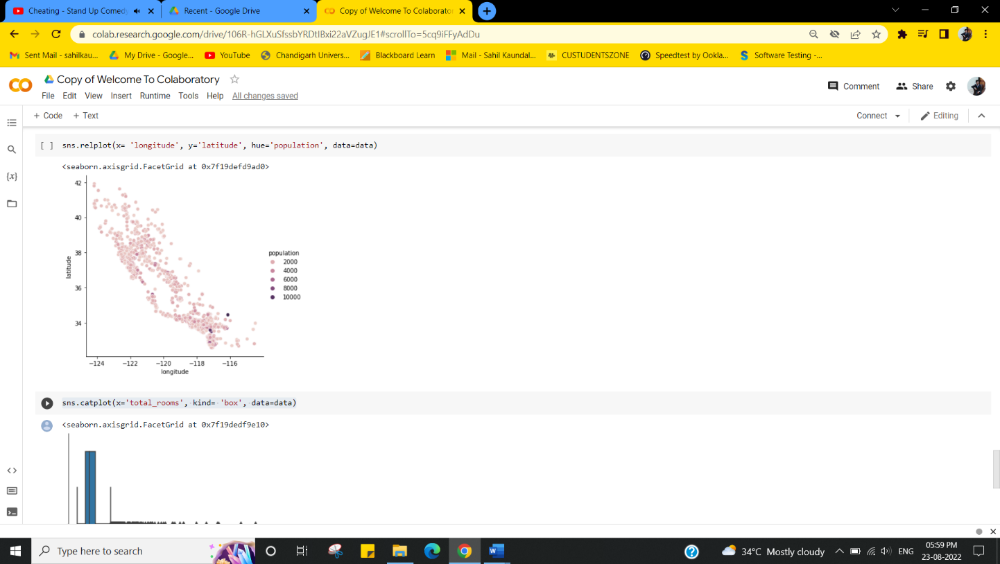 Cheating - Stand Up Comedy
Recent - Google Drive
Copy of Welcome To Colaborator
colab.research.google.com/drive/106R-hGLXuSfssbYRDtIBxi22aVZugJE1#scrollTo=5cq9iFFyAdDu
Sent Mail - sahilkau... My Drive - Google... YouTube Chandigarh Univers... Blackboard Learn Mail - Sahil Kaundal... CUSTUDENTSZONE Speedtest by Ookla... Software Testing -...
Copy of Welcome To Colaboratory
Comment Share
File Edit View Insert Runtime Tools Help All changes saved
+ Code + Text Connect Editing
[ ] sns.relplot(x= 'longitude', y='latitude', hue='population', data=data)
<seaborn.axisgrid.FacetGrid at 0x7f19defd9ad0>
42
40
38
36
34
latitude
population
2000
4000
6000
8000
10000
−124 −122 −120 −118 −116
longitude
{x}
sns.catplot(x='total_rooms', kind= 'box', data=data)
<seaborn.axisgrid.FacetGrid at 0x7f19dedf9e10>
Type here to search
34°C Mostly cloudy
ENG
05:59 PM
23-08-2022